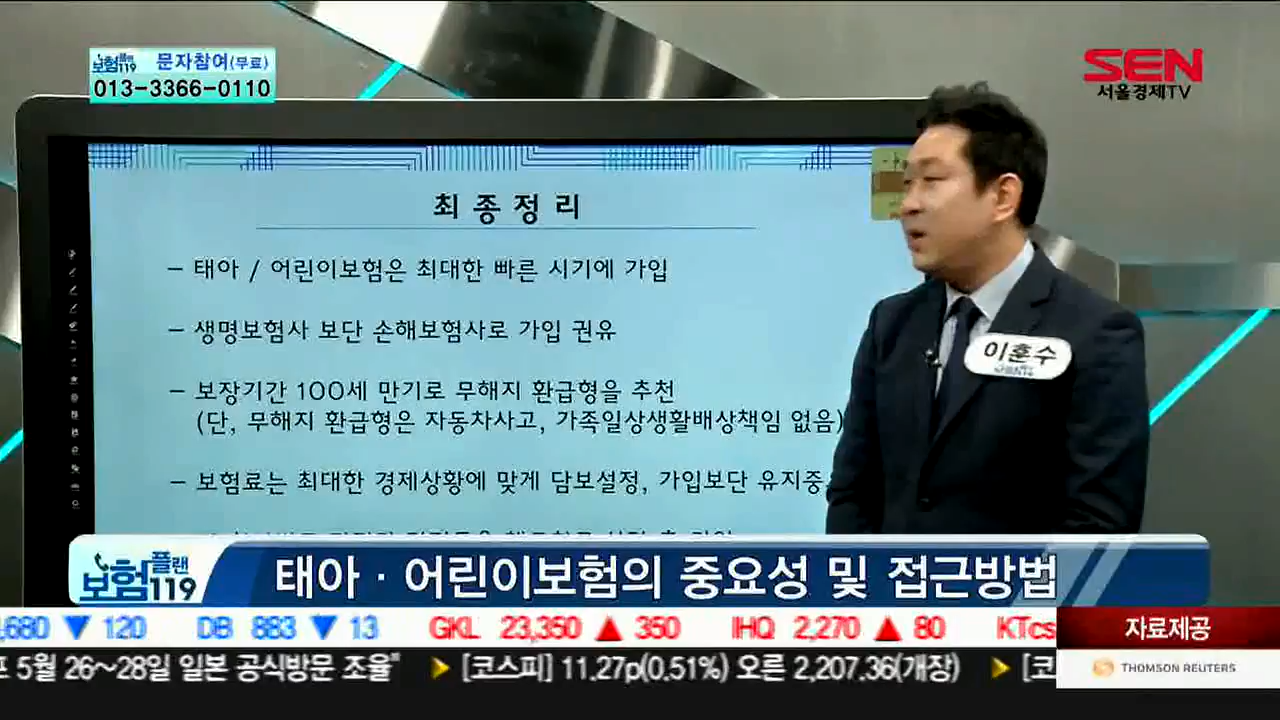 보험플랜119
문자참여(무료)
013-3366-0110
SEN
서울경제TV
최종정리
– 태아 / 어린이보험은 최대한 빠른 시기에 가입
– 생명보험사 보단 손해보험사로 가입 권유
– 보장기간 100세 만기로 무해지 환급형을 추천
(단, 무해지 환급형은 자동차사고, 가족일상생활배상책임 없음)
– 보험료는 최대한 경제상황에 맞게 담보설정, 가입보단 유지중
이훈수
보험플랜119
태아·어린이보험의 중요성 및 접근방법
,680 ▼ 120 DB 883 ▼ 13 GKL 23,350 ▲ 350 IHQ 2,270 ▲ 80 KTcs
자료제공
5월 26~28일 일본 공식방문 조율" ▶ [코스피] 11.27p(0.51%) 오른 2,207.36(개장) ▶ [코
THOMSON REUTERS